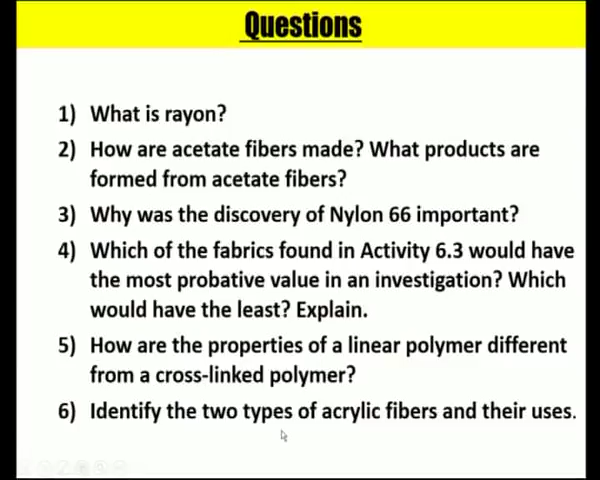 Questions
1) What is rayon?
2) How are acetate fibers made? What products are
formed from acetate fibers?
3) Why was the discovery of Nylon 66 important?
4) Which of the fabrics found in Activity 6.3 would have
the most probative value in an investigation? Which
would have the least? Explain.
5) How are the properties of a linear polymer different
from a cross-linked polymer?
6) Identify the two types of acrylic fibers and their uses.